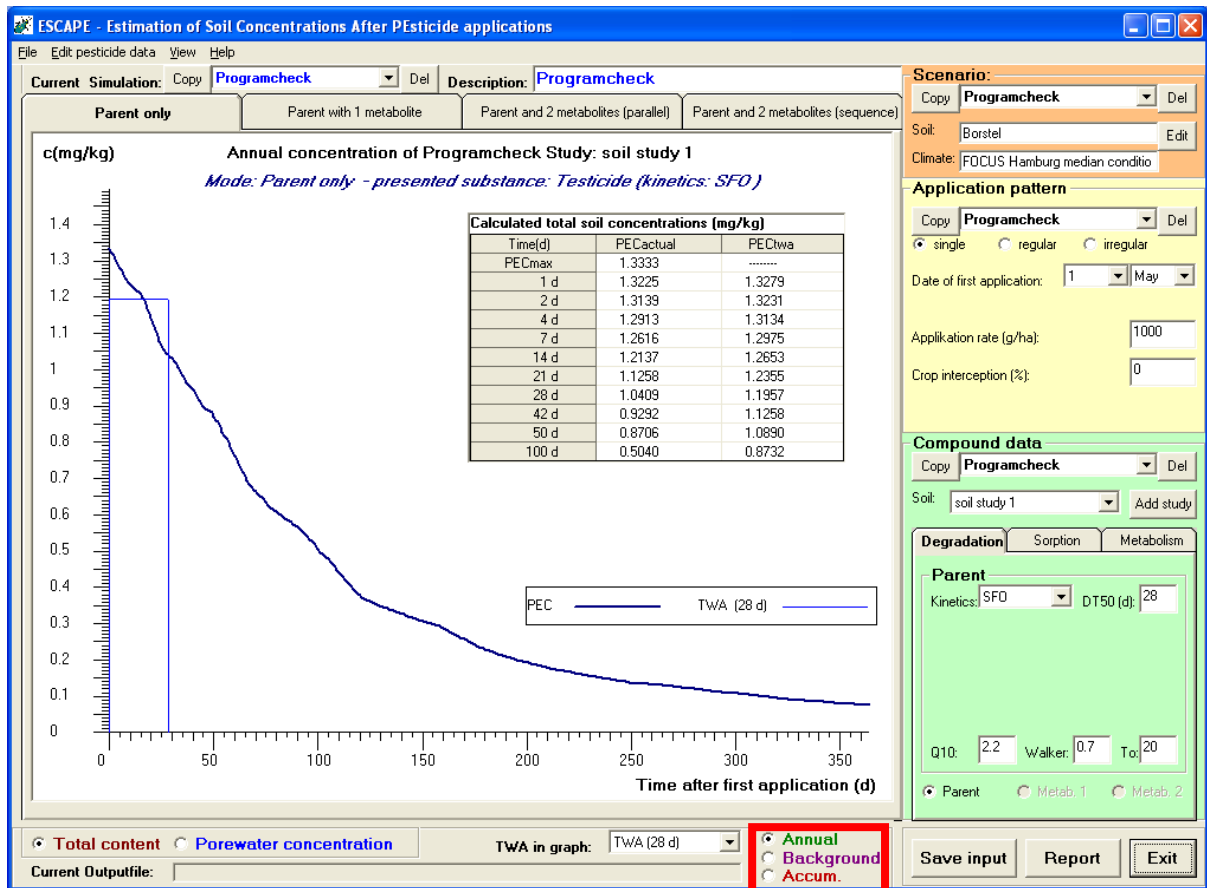 ESCAPE - Estimation of Soil Concentrations After PEsticide applications
File Edit pesticide data View Help
Current Simulation: Copy Programcheck Del Description: Programcheck
Parent only Parent with 1 metabolite Parent and 2 metabolites (parallel) Parent and 2 metabolites (sequence)
c(mg/kg) Annual concentration of Programcheck Study: soil study 1
Mode: Parent only - presented substance: Testicide (kinetics: SFO )
1.4
1.3
1.2
1.1
1
0.9
0.8
0.7
0.6
0.5
0.4
0.3
0.2
0.1
0
Calculated total soil concentrations (mg/kg)
Time(d) PECactual PECtwa
PECmax 1.3333 --------
1 d 1.3225 1.3279
2 d 1.3139 1.3231
4 d 1.2913 1.3134
7 d 1.2616 1.2975
14 d 1.2137 1.2653
21 d 1.1258 1.2355
28 d 1.0409 1.1957
42 d 0.9292 1.1258
50 d 0.8706 1.0890
100 d 0.5040 0.8732
PEC TWA (28 d)
0 50 100 150 200 250 300 350
Time after first application (d)
Total content Porewater concentration
TWA in graph: TWA (28 d)
Annual
Background
Accum.
Current Outputfile:
Scenario:
Copy Programcheck Del
Soil: Borstel Edit
Climate: FOCUS Hamburg median conditio
Application pattern
Copy Programcheck Del
single regular irregular
Date of first application: 1 May
Applikation rate (g/ha): 1000
Crop interception (%): 0
Compound data
Copy Programcheck Del
Soil: soil study 1 Add study
Degradation Sorption Metabolism
Parent
Kinetics: SFO DT50 (d): 28
Q10: 2.2 Walker: 0.7 To: 20
Parent Metab. 1 Metab. 2
Save input Report Exit